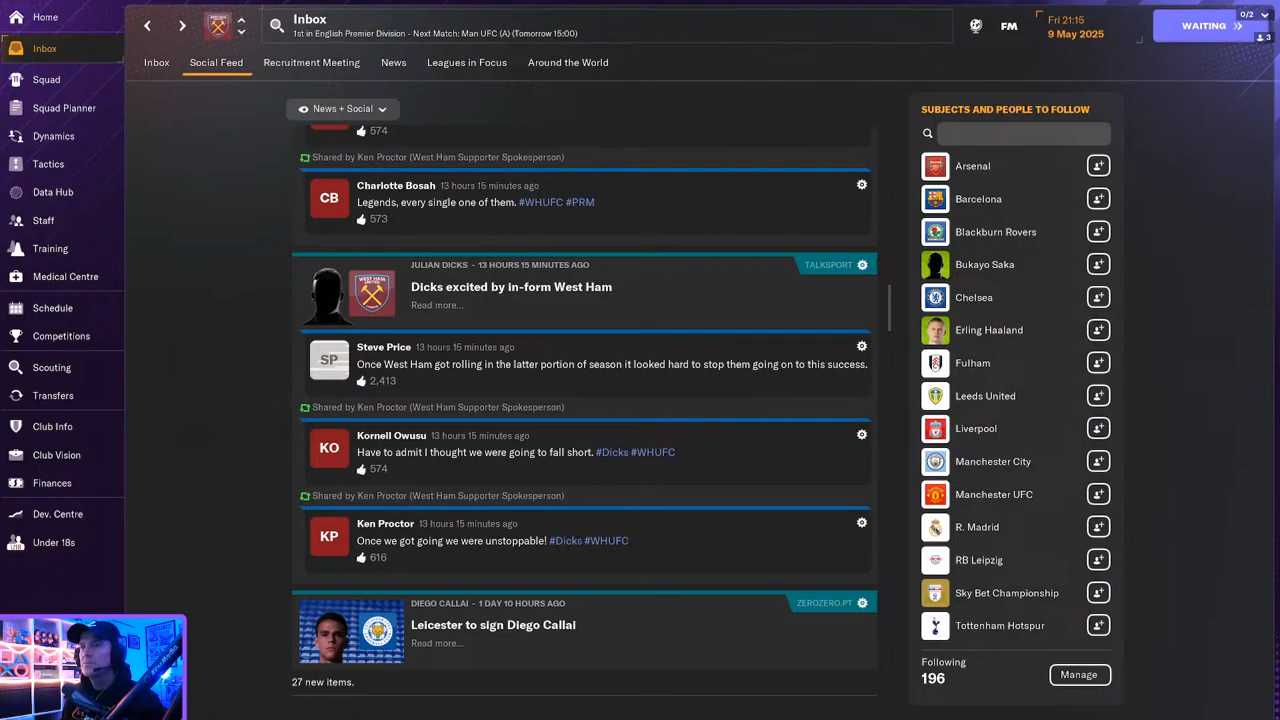 Home
Inbox
Squad
Squad Planner
Dynamics
Tactics
Data Hub
Staff
Training
Medical Centre
Schedule
Competitions
Scouting
Transfers
Club Info
Club Vision
Finances
Dev. Centre
Under 18s
Inbox
1st in English Premier Division - Next Match: Man UFC (A) (Tomorrow 15:00)
FM
Fri 21:15
9 May 2025
WAITING
0/2
3
Inbox
Social Feed
Recruitment Meeting
News
Leagues in Focus
Around the World
News + Social
574
Shared by Ken Proctor (West Ham Supporter Spokesperson)
CB
Charlotte Bosah 13 hours 15 minutes ago
Legends, every single one of them. #WHUFC #PRM
573
JULIAN DICKS - 13 HOURS 15 MINUTES AGO
TALKSPORT
Dicks excited by in-form West Ham
Read more...
SP
Steve Price 13 hours 15 minutes ago
Once West Ham got rolling in the latter portion of season it looked hard to stop them going on to this success.
2,413
Shared by Ken Proctor (West Ham Supporter Spokesperson)
KO
Kornell Owusu 13 hours 15 minutes ago
Have to admit I thought we were going to fall short. #Dicks #WHUFC
574
Shared by Ken Proctor (West Ham Supporter Spokesperson)
KP
Ken Proctor 13 hours 15 minutes ago
Once we got going we were unstoppable! #Dicks #WHUFC
616
DIEGO CALLAI - 1 DAY 10 HOURS AGO
ZEROZERO.PT
Leicester to sign Diego Callai
Read more...
27 new items.
SUBJECTS AND PEOPLE TO FOLLOW
Arsenal
Barcelona
Blackburn Rovers
Bukayo Saka
Chelsea
Erling Haaland
Fulham
Leeds United
Liverpool
Manchester City
Manchester UFC
R. Madrid
RB Leipzig
Sky Bet Championship
Tottenham Hotspur
Following
196
Manage